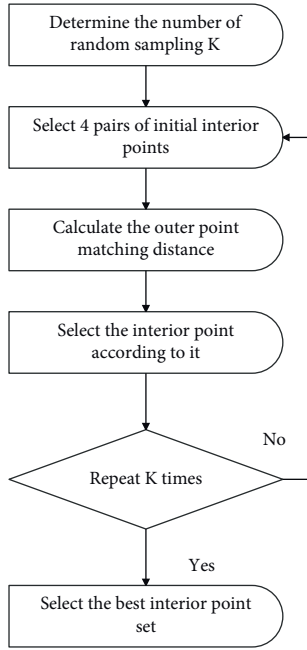 Determine the number of
random sampling K
Select 4 pairs of initial interior
points
Calculate the outer point
matching distance
Select the interior point
according to it
No
Repeat K times
Yes
Select the best interior point
set